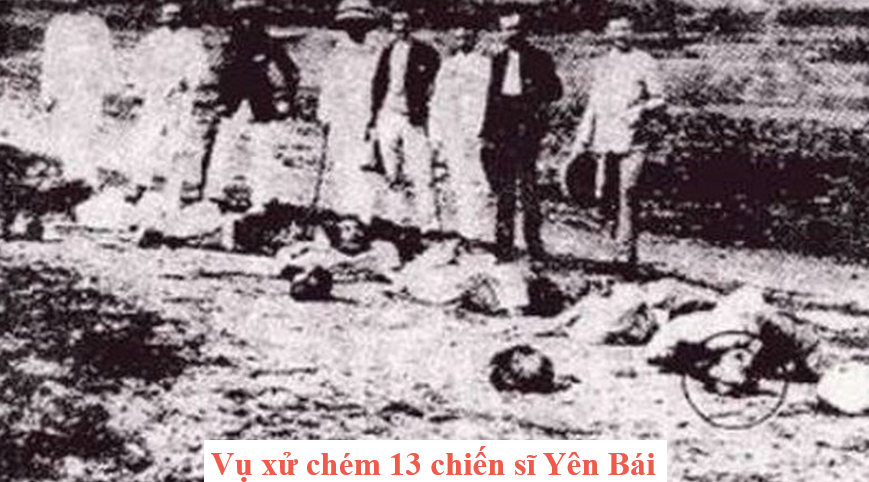 Vụ xử chém 13 chiến sĩ Yên Bái